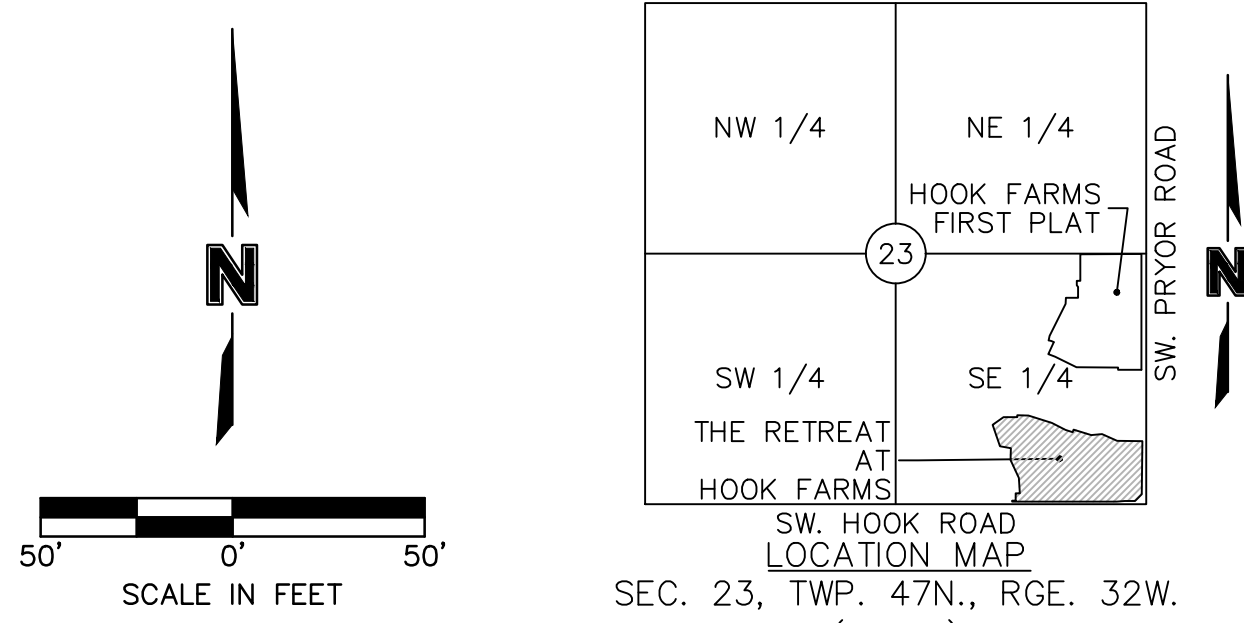 N
50' 0' 50'
SCALE IN FEET
NW 1/4
NE 1/4
HOOK FARMS
FIRST PLAT
SW. PRYOR ROAD
23
N
SW 1/4
SE 1/4
THE RETREAT
AT
HOOK FARMS
SW. HOOK ROAD
LOCATION MAP
SEC. 23, TWP. 47N., RGE. 32W.